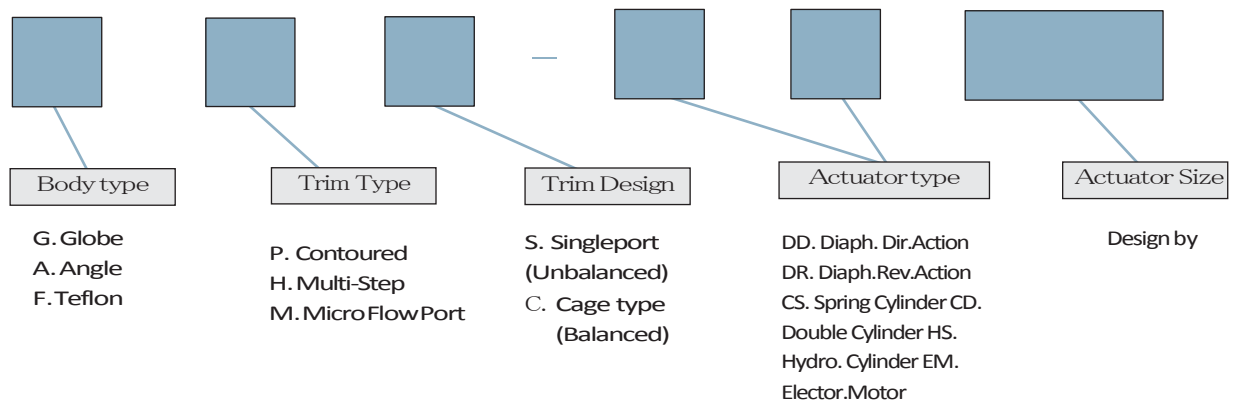 Body type
Trim Type
Trim Design
Actuator type
Actuator Size
G. Globe
A. Angle
F. Teflon
P. Contoured
H. Multi-Step
M. Micro Flow Port
S. Singleport
(Unbalanced)
C. Cage type
(Balanced)
DD. Diaph. Dir.Action
DR. Diaph.Rev.Action
CS. Spring Cylinder CD.
Double Cylinder HS.
Hydro. Cylinder EM.
Elector.Motor
Design by